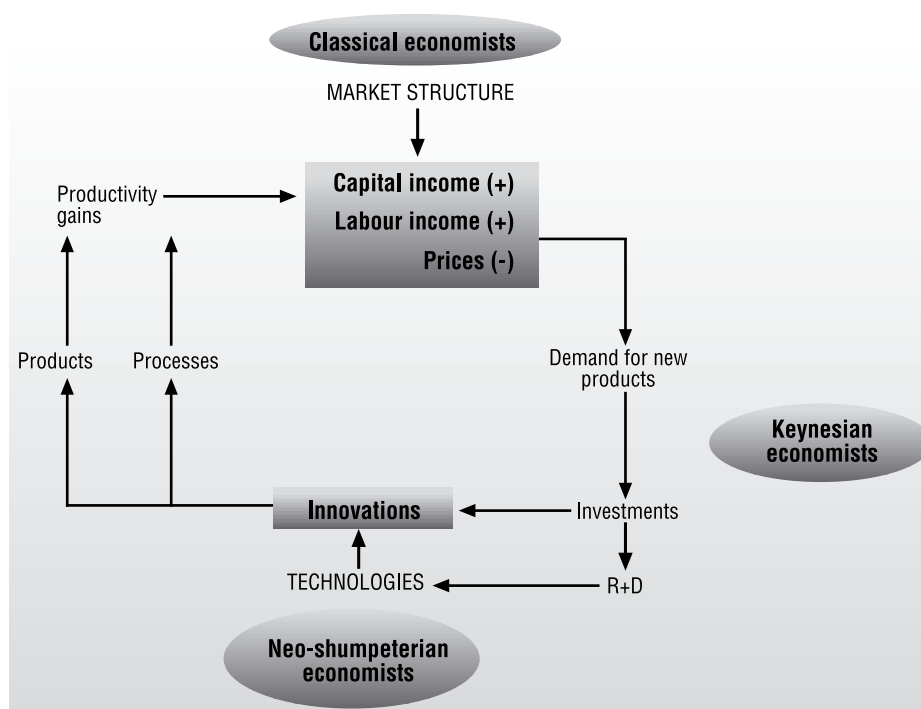 Classical economists
MARKET STRUCTURE
Capital income (+)
Labour income (+)
Prices (-)
Productivity
gains
Products
Processes
Demand for new
products
Keynesian
economists
Innovations
Investments
TECHNOLOGIES
R+D
Neo-shumpeterian
economists